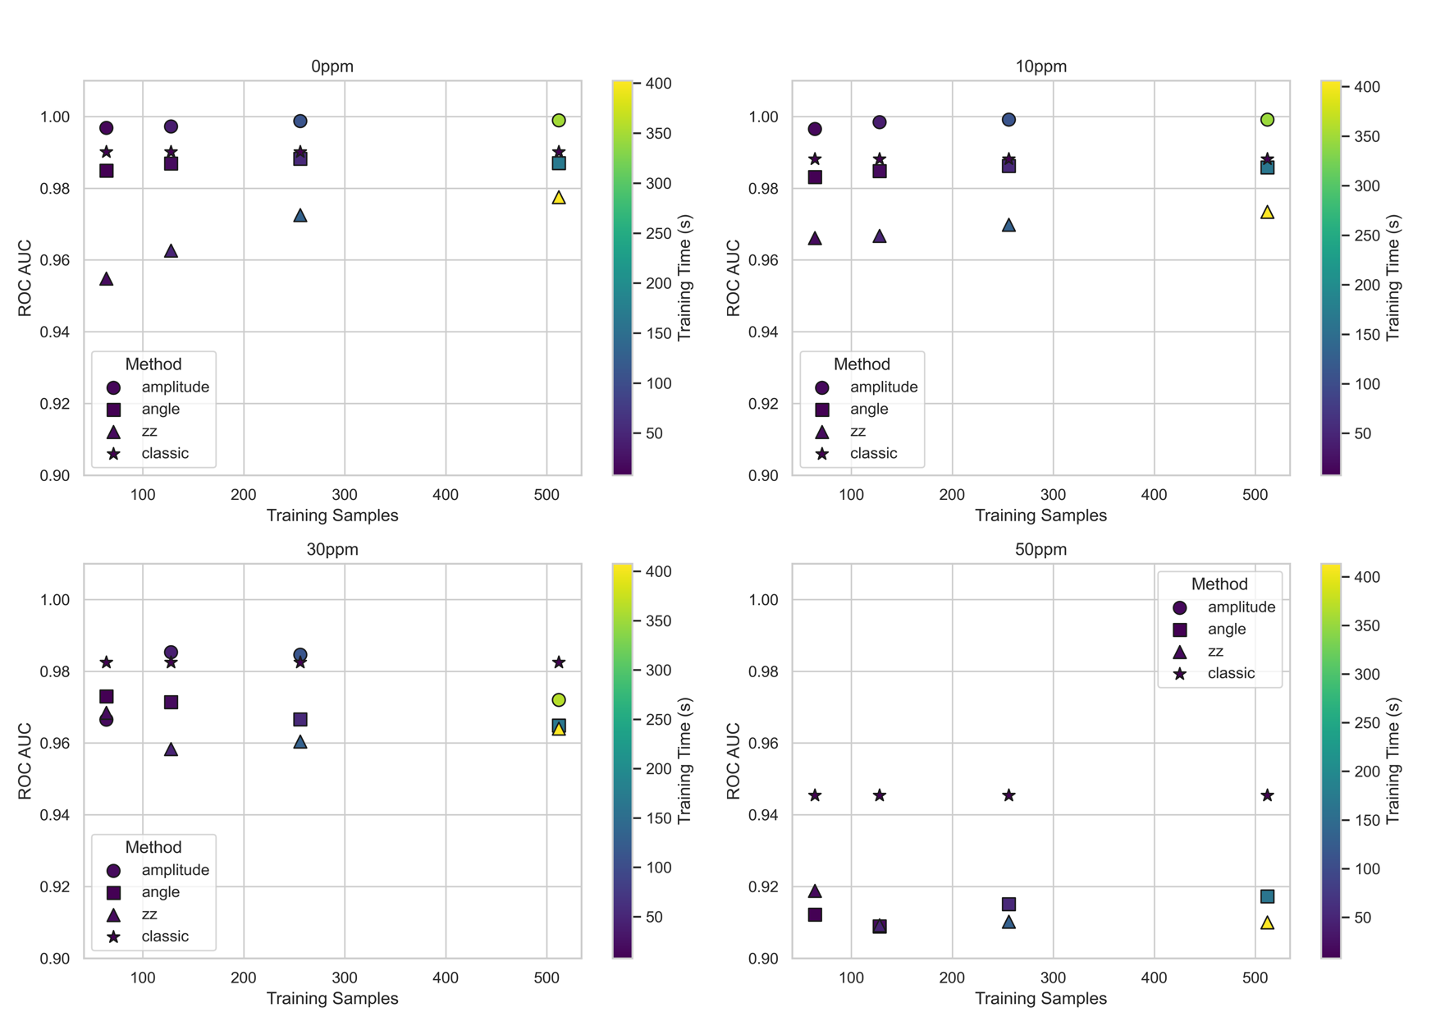 0ppm
1.00
0.98
0.96
0.94
0.92
0.90
ROC AUC
100
200
300
400
500
Training Samples
Method
amplitude
angle
zz
classic
400
350
300
250
200
150
100
50
Training Time (s)
10ppm
1.00
0.98
0.96
0.94
0.92
0.90
ROC AUC
100
200
300
400
500
Training Samples
Method
amplitude
angle
zz
classic
400
350
300
250
200
150
100
50
Training Time (s)
30ppm
1.00
0.98
0.96
0.94
0.92
0.90
ROC AUC
100
200
300
400
500
Training Samples
Method
amplitude
angle
zz
classic
400
350
300
250
200
150
100
50
Training Time (s)
50ppm
1.00
0.98
0.96
0.94
0.92
0.90
ROC AUC
100
200
300
400
500
Training Samples
Method
amplitude
angle
zz
classic
400
350
300
250
200
150
100
50
Training Time (s)